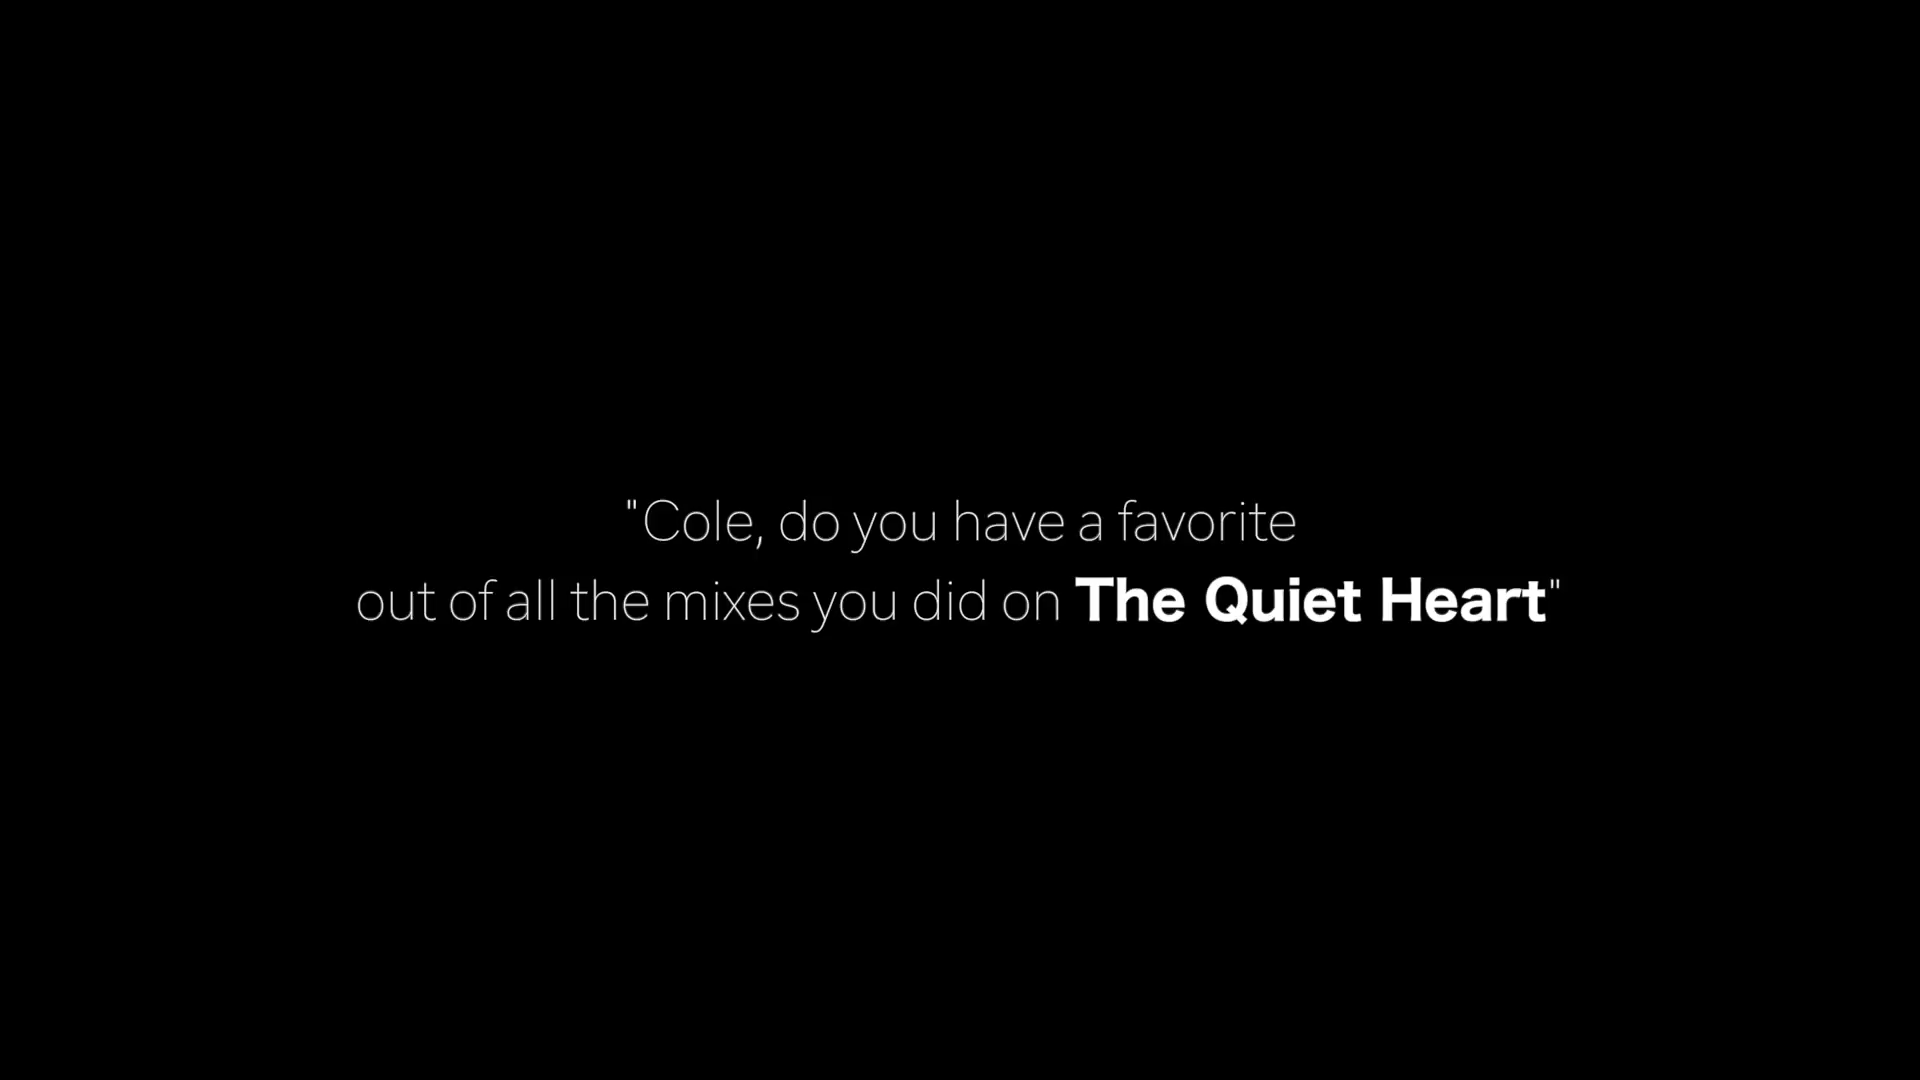 "Cole, do you have a favorite
out of all the mixes you did on The Quiet Heart"